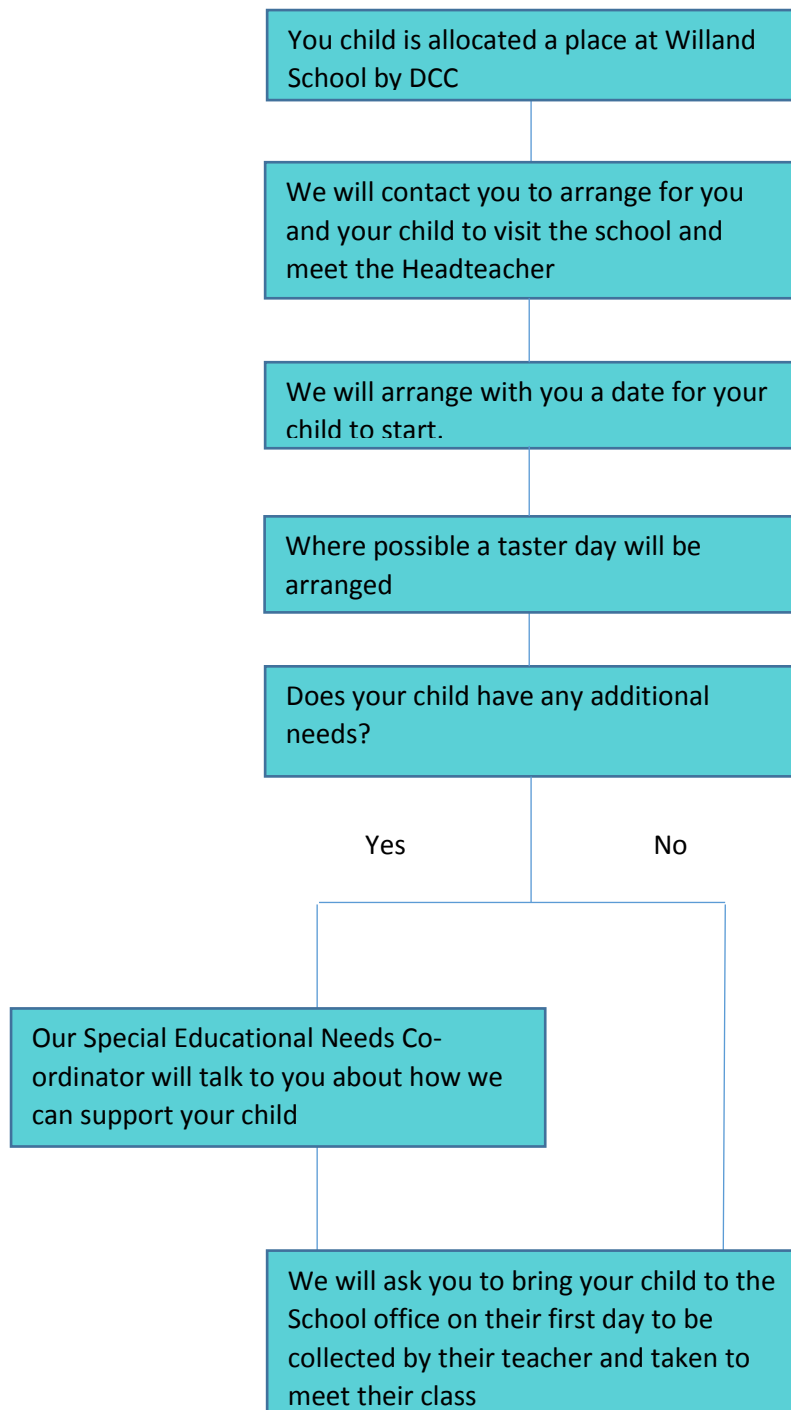 You child is allocated a place at Willand
School by DCC
We will contact you to arrange for you
and your child to visit the school and
meet the Headteacher
We will arrange with you a date for your
child to start.
Where possible a taster day will be
arranged
Does your child have any additional
needs?
Yes No
Our Special Educational Needs Co-
ordinator will talk to you about how we
can support your child
We will ask you to bring your child to the
School office on their first day to be
collected by their teacher and taken to
meet their class